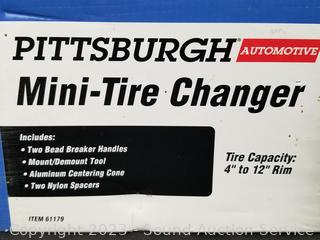 PITTSBURGH® AUTOMOTIVE
Mini-Tire Changer
Includes:
• Two Bead Breaker Handles
• Mount/Demount Tool
• Aluminum Centering Cone
• Two Nylon Spacers
Tire Capacity:
4" to 12" Rim
ITEM 61179
Copyright 2023 - Sound Auction Service